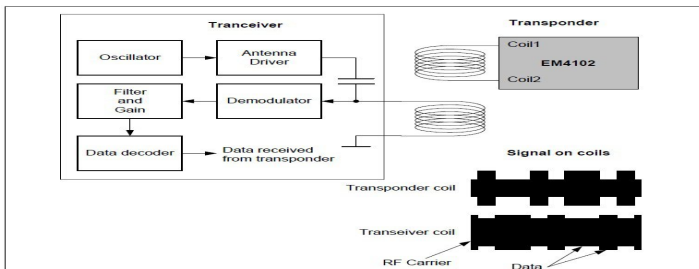 Tranceiver
Transponder
Oscillator
Antenna
Driver
Coil1
EM4102
Coil2
Filter
and
Gain
Demodulator
Data decoder
Data received
from transponder
Signal on coils
Transponder coil
Transeiver coil
RF Carrier
Data